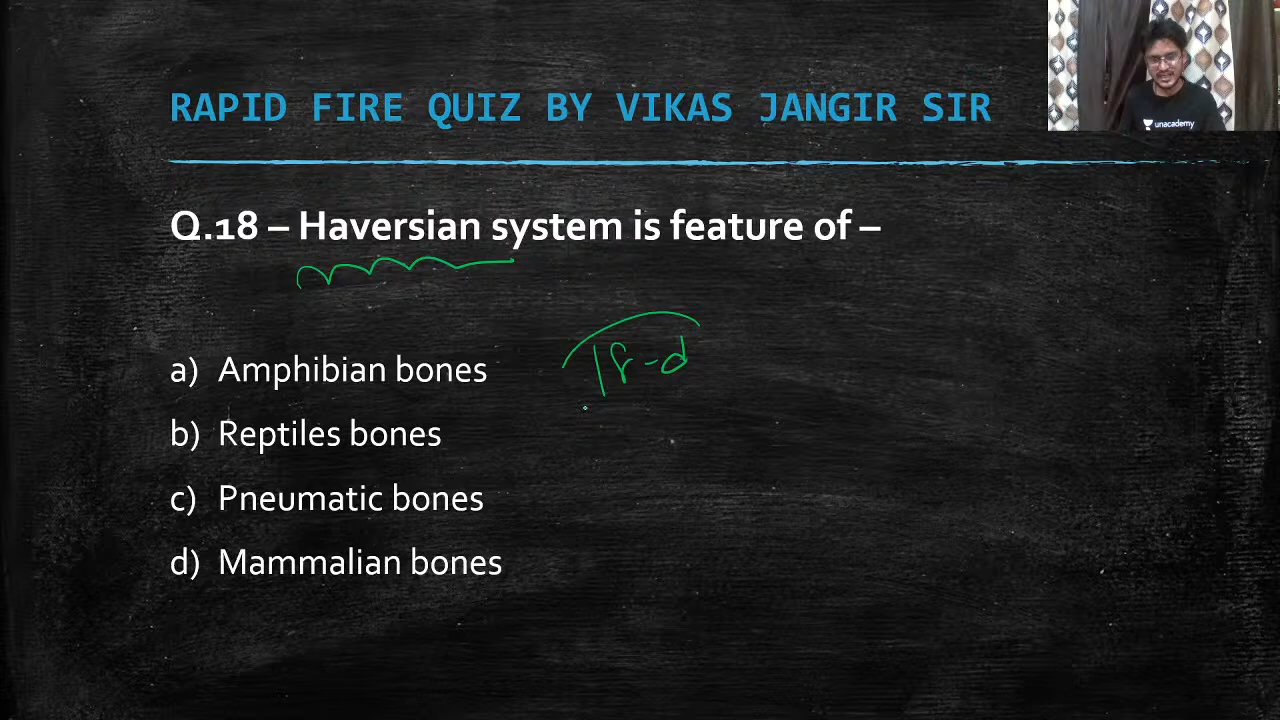 RAPID FIRE QUIZ BY VIKAS JANGIR SIR
unacademy
Q.18 – Haversian system is feature of –
a) Amphibian bones
b) Reptiles bones
c) Pneumatic bones
d) Mammalian bones